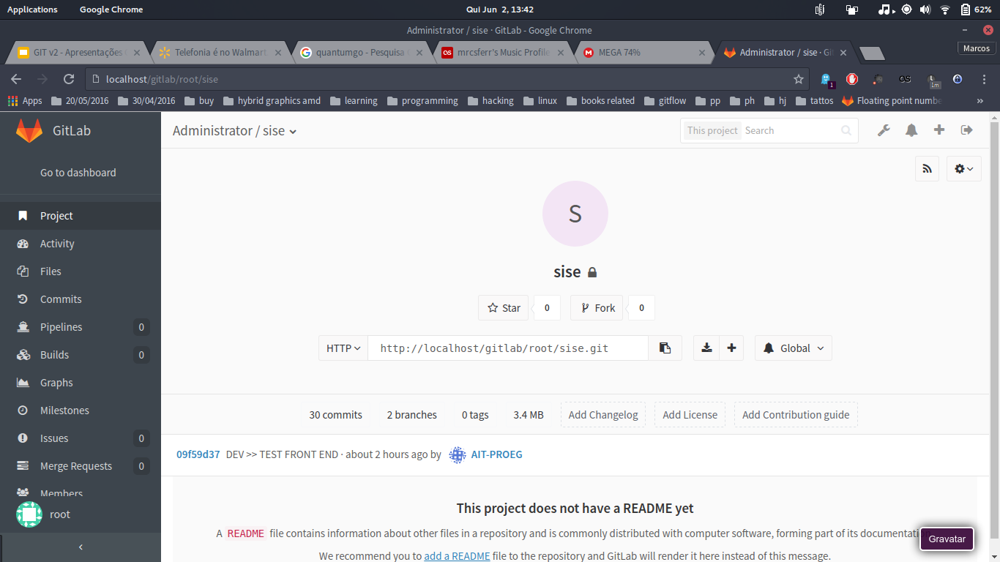 Applications Google Chrome Qui Jun 2, 13:42 62%
Administrator / sise · GitLab - Google Chrome
GIT v2 - Apresentações Telefonia é no Walmart. quantumgo - Pesquisa mrcsferr's Music Profile MEGA 74% Administrator / sise · Git Marcos
localhost/gitlab/root/sise 1 1m
Apps 20/05/2016 30/04/2016 buy hybrid graphics amd learning programming hacking linux books related gitflow pp ph hj tattos Floating point numbe »
GitLab Administrator / sise This project Search
Go to dashboard
S
Project
Activity
Files
Commits
Pipelines 0
Builds 0
Graphs
Milestones
Issues 0
Merge Requests 0
Members
root
sise
Star 0 Fork 0
HTTP http://localhost/gitlab/root/sise.git Global
30 commits 2 branches 0 tags 3.4 MB Add Changelog Add License Add Contribution guide
09f59d37 DEV >> TEST FRONT END · about 2 hours ago by AIT-PROEG
This project does not have a README yet
A README file contains information about other files in a repository and is commonly distributed with computer software, forming part of its documentati
We recommend you to add a README file to the repository and GitLab will render it here instead of this message.
Gravatar